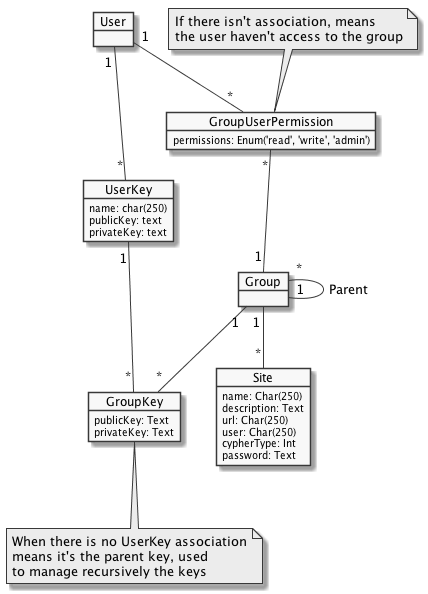 User
If there isn't association, means
the user haven't access to the group
1
1
*
GroupUserPermission
permissions: Enum('read', 'write', 'admin')
*
*
UserKey
name: char(250)
publicKey: text
privateKey: text
1
1
*
Group
1
Parent
1
1
*
*
*
Site
name: Char(250)
description: Text
url: Char(250)
user: Char(250)
cypherType: Int
password: Text
GroupKey
publicKey: Text
privateKey: Text
When there is no UserKey association
means it's the parent key, used
to manage recursively the keys